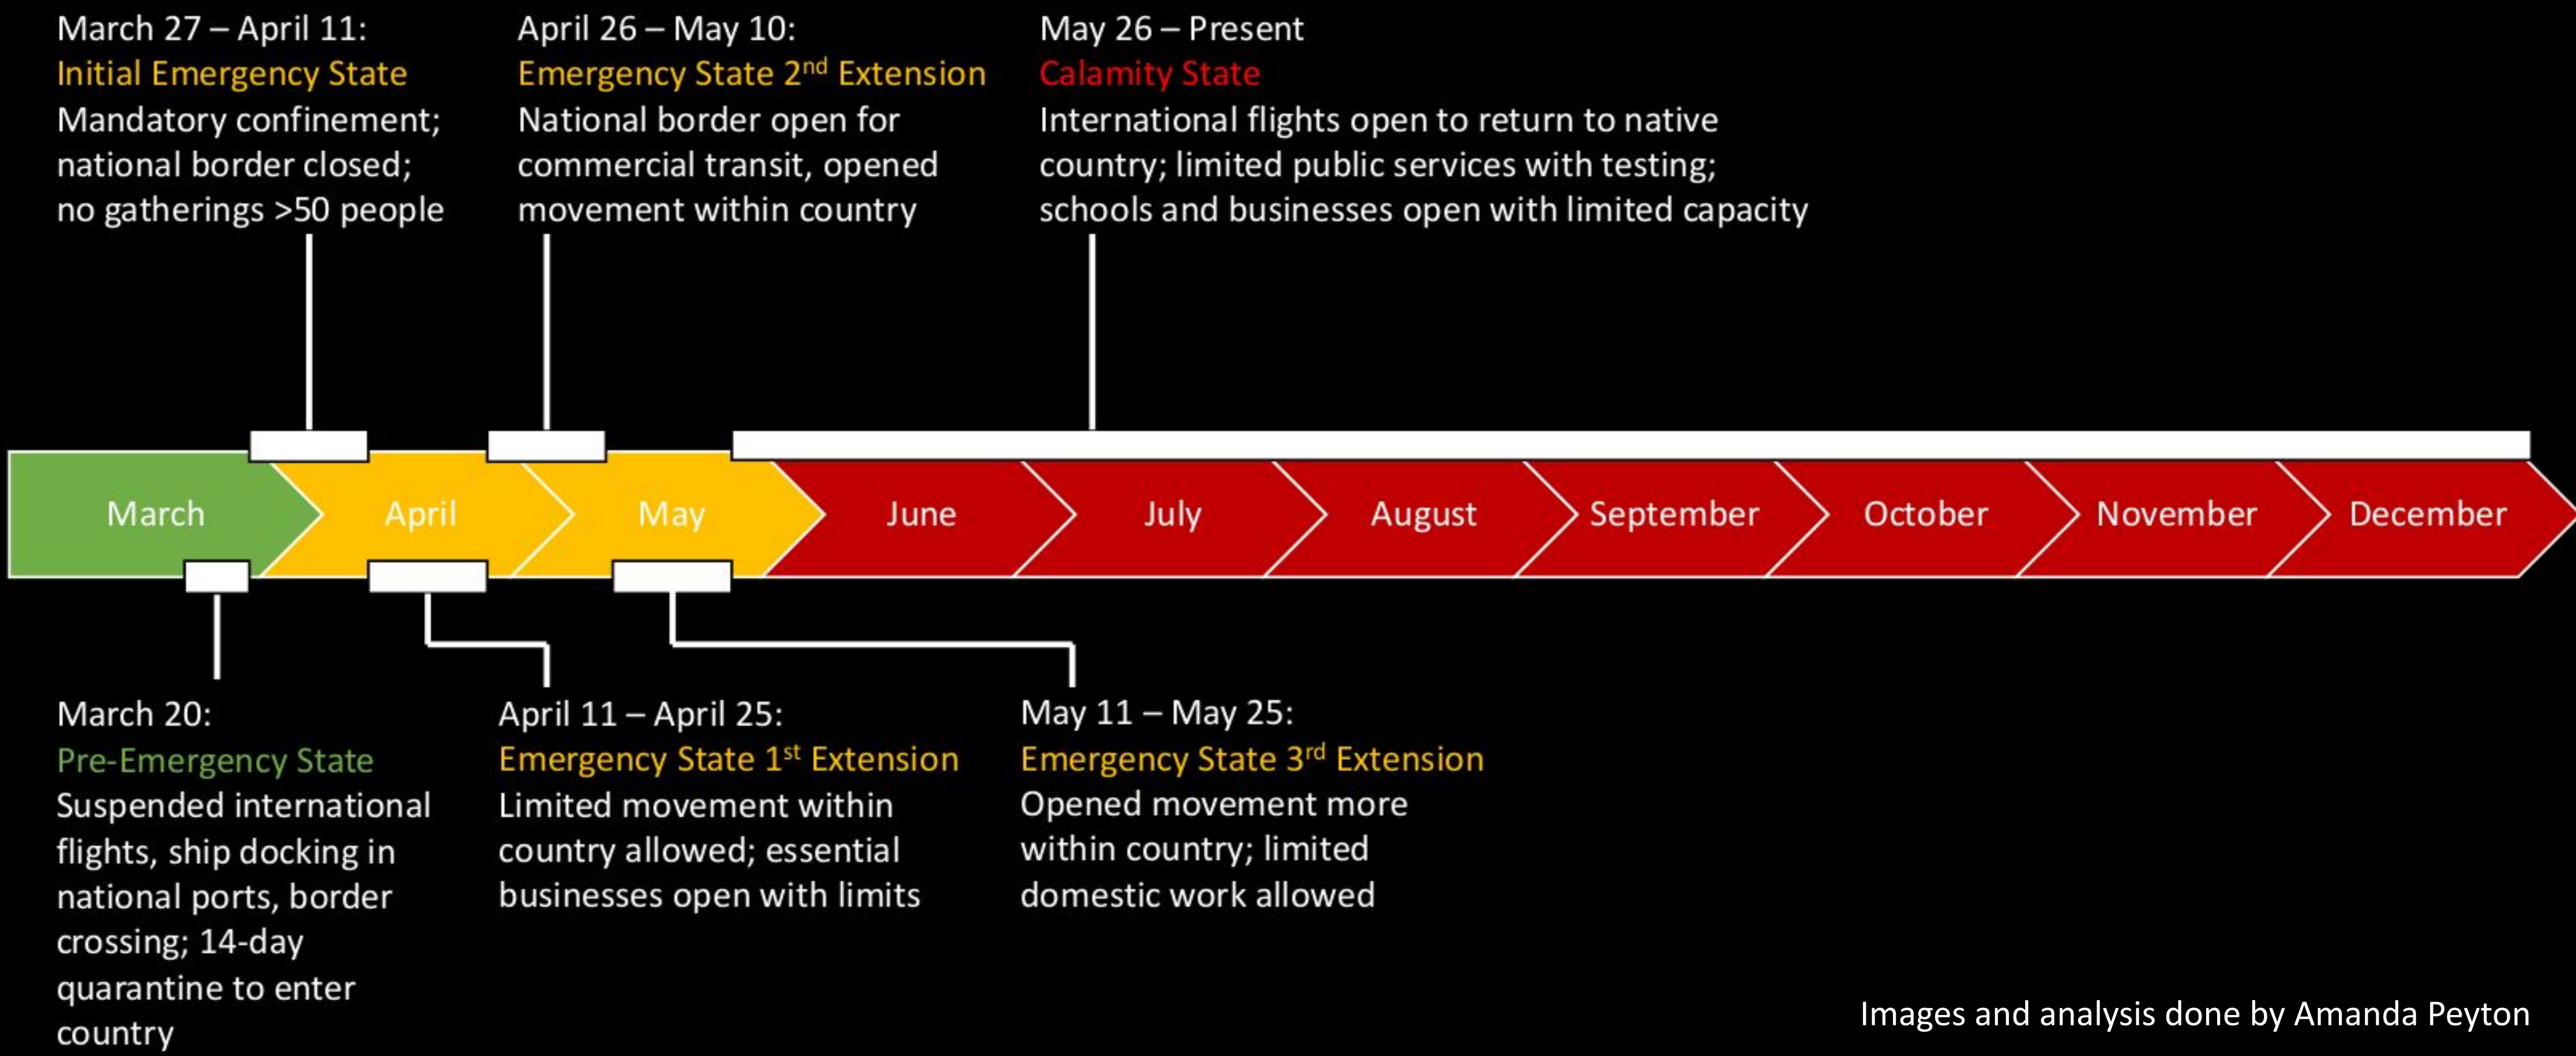 March 27 – April 11:
Initial Emergency State
Mandatory confinement;
national border closed;
no gatherings >50 people
April 26 – May 10:
Emergency State 2nd Extension
National border open for
commercial transit, opened
movement within country
May 26 – Present
Calamity State
International flights open to return to native
country; limited public services with testing;
schools and businesses open with limited capacity
March
April
May
June
July
August
September
October
November
December
March 20:
Pre-Emergency State
Suspended international
flights, ship docking in
national ports, border
crossing; 14-day
quarantine to enter
country
April 11 – April 25:
Emergency State 1st Extension
Limited movement within
country allowed; essential
businesses open with limits
May 11 – May 25:
Emergency State 3rd Extension
Opened movement more
within country; limited
domestic work allowed
Images and analysis done by Amanda Peyton